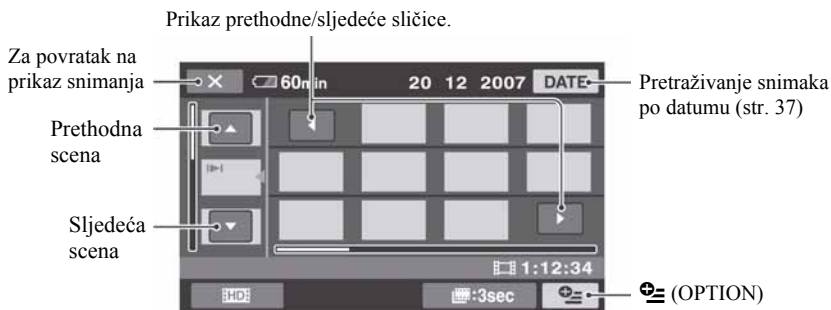 Prikaz prethodne/sljedeće sličice.
Za povratak na
prikaz snimanja
60min
20 12 2007
DATE
Pretraživanje snimaka
po datumu (str. 37)
Prethodna
scena
Sljedeća
scena
1:12:34
HD
:3sec
(OPTION)